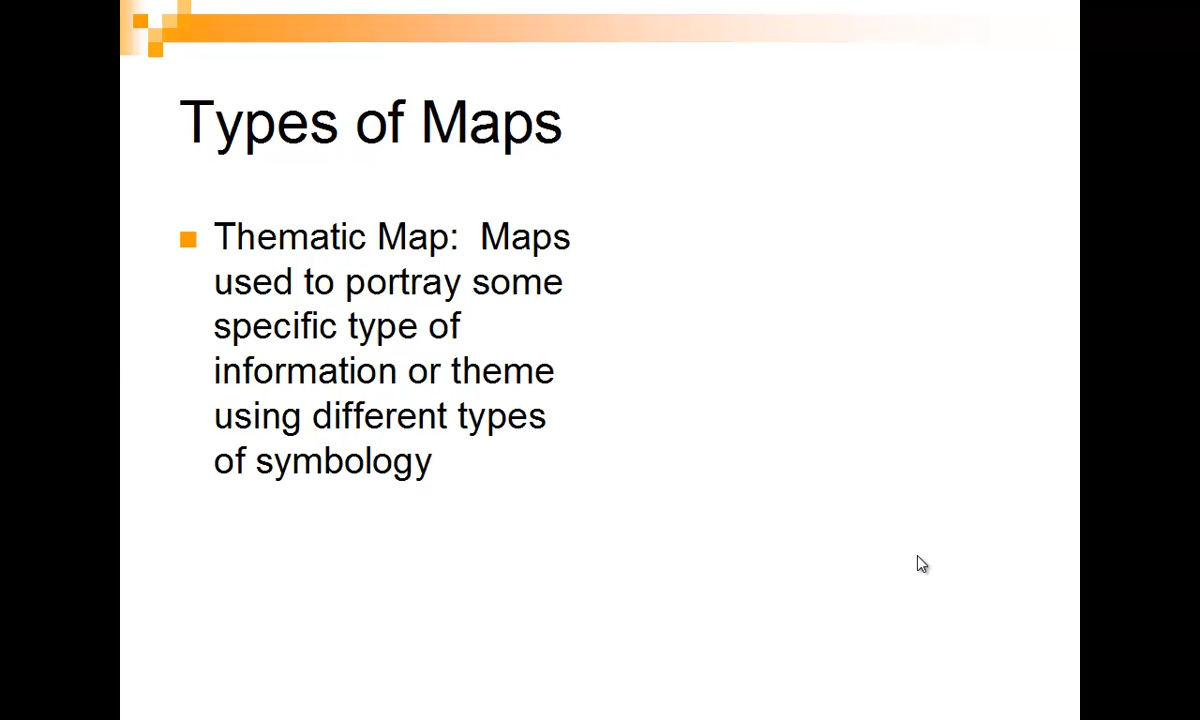 Types of Maps
Thematic Map:  Maps
used to portray some
specific type of
information or theme
using different types
of symbology